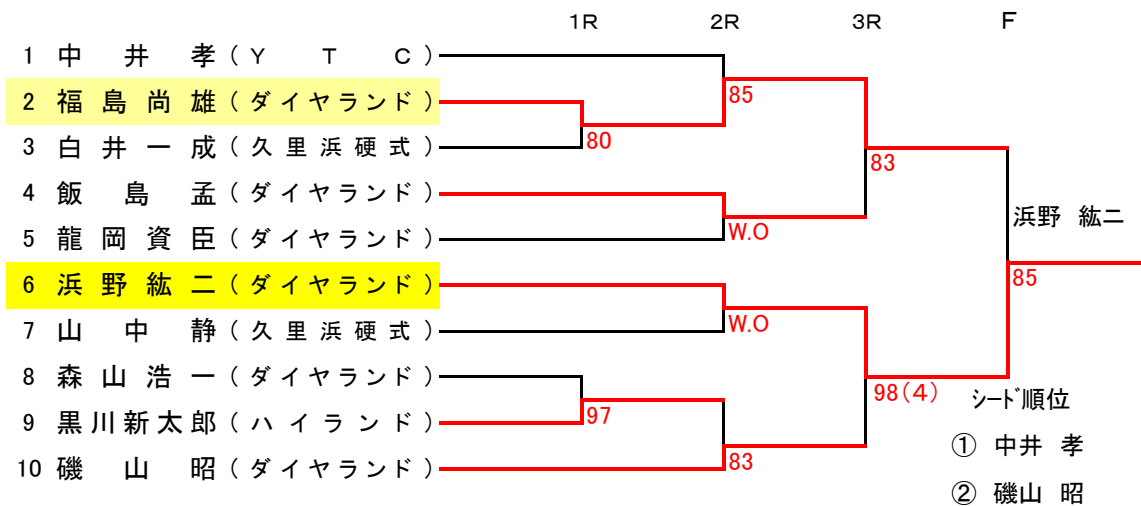 1R 2R 3R F
1 中井孝(YTC)
2 福島尚雄(ダイヤランド)
85
3 白井一成(久里浜硬式)
80
83
4 飯島孟(ダイヤランド)
5 龍岡資臣(ダイヤランド)
W.O
浜野 紘二
6 浜野紘二(ダイヤランド)
85
7 山中静(久里浜硬式)
W.O
8 森山浩一(ダイヤランド)
98(4)
シード順位
9 黒川新太郎(ハイランド)
97
① 中井 孝
10 磯山昭(ダイヤランド)
83
② 磯山 昭